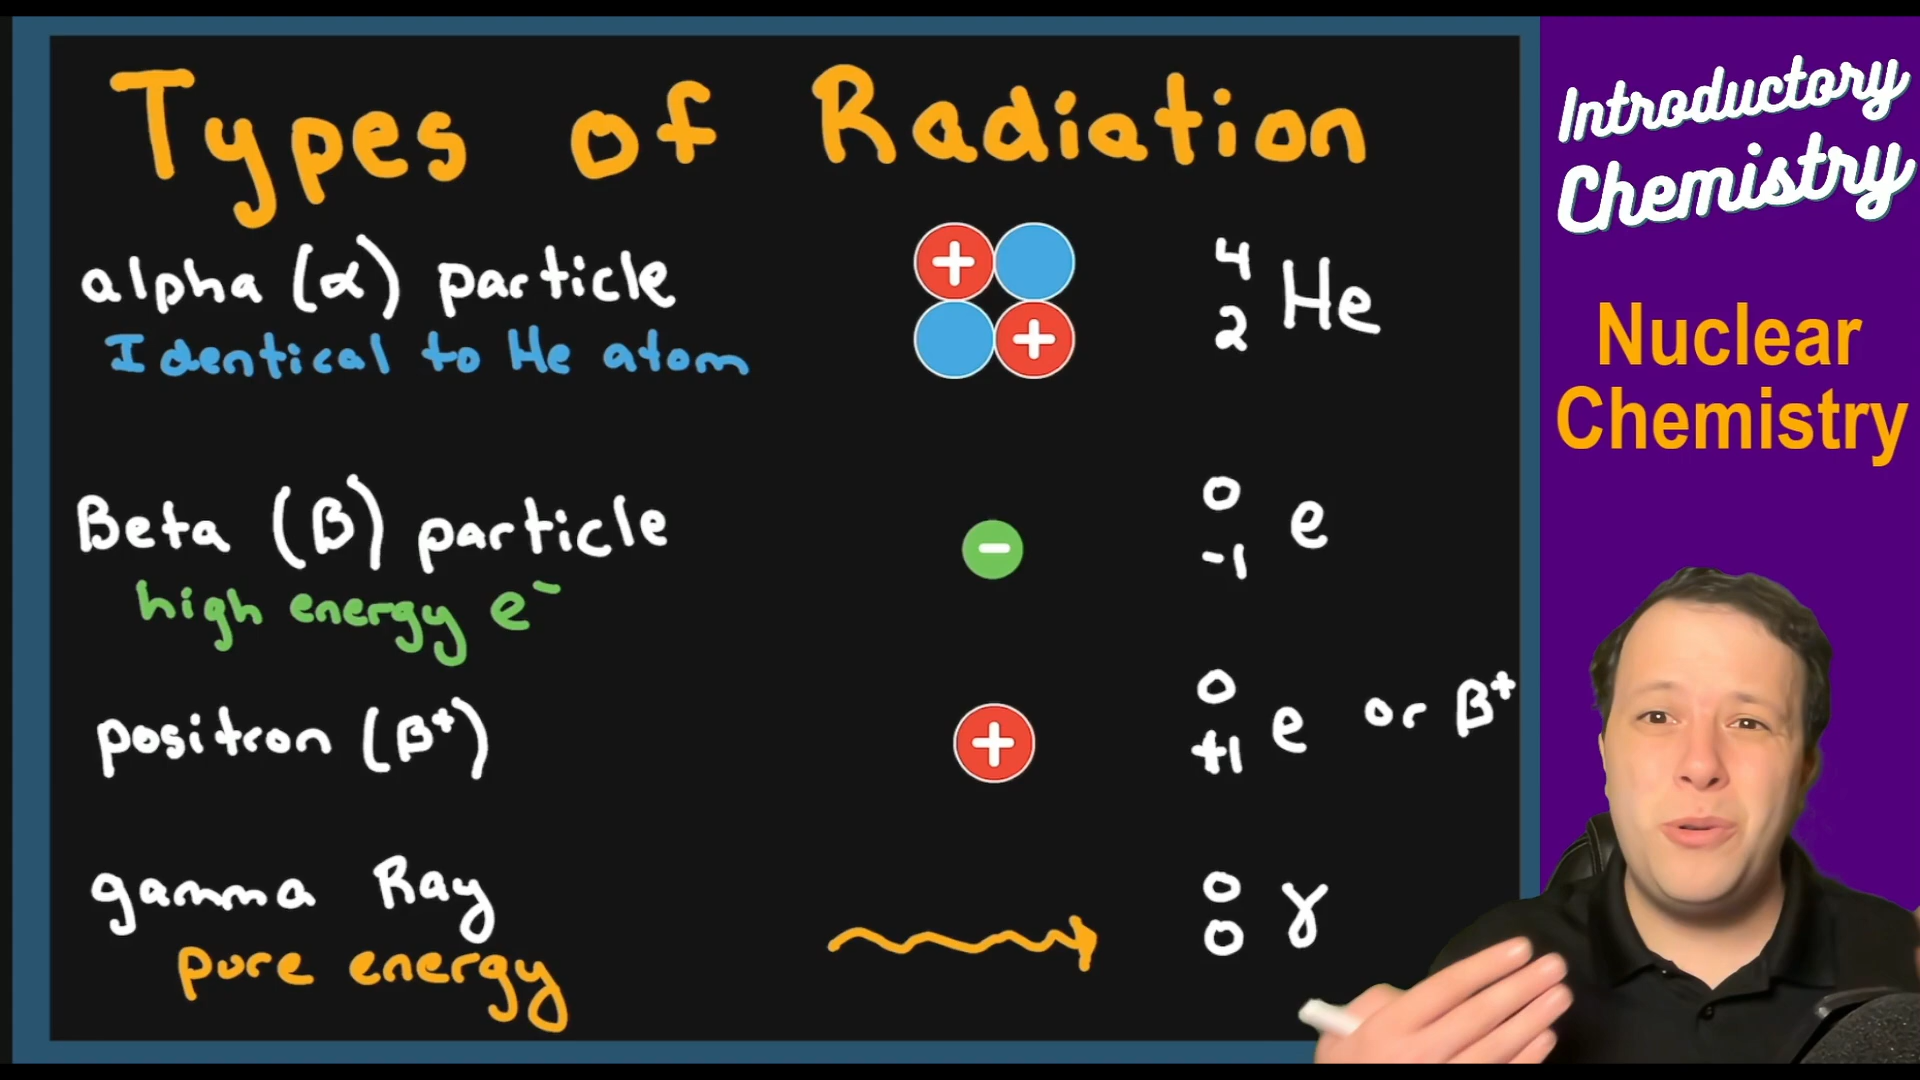 Types of Radiation
alpha (α) particle
Identical to He atom
+
+
4
2 He
Beta (β) particle
high energy e⁻
−
0
-1 e
positron (β⁺)
+
0
+1 e or β⁺
gamma Ray
pure energy
0
0 γ
Introductory
Chemistry
Nuclear
Chemistry